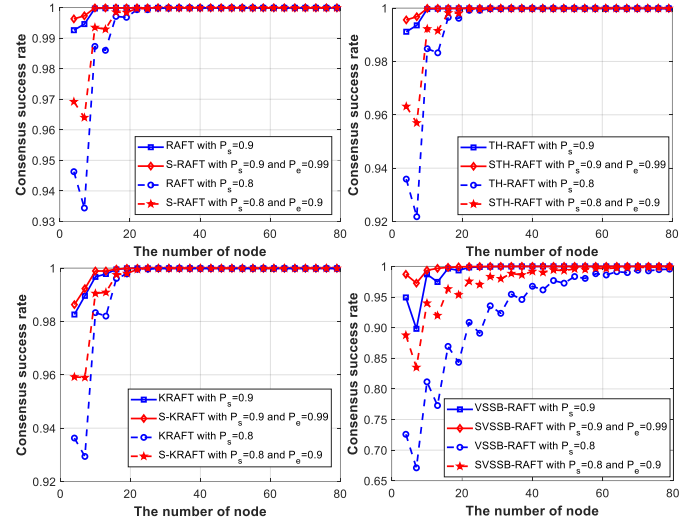 Consensus success rate
1
0.99
0.98
0.97
0.96
0.95
0.94
0.93
RAFT with P_s=0.9
S-RAFT with P_s=0.9 and P_e=0.99
RAFT with P_s=0.8
S-RAFT with P_s=0.8 and P_e=0.9
0 20 40 60 80
The number of node
Consensus success rate
1
0.98
0.96
0.94
0.92
TH-RAFT with P_s=0.9
STH-RAFT with P_s=0.9 and P_e=0.99
TH-RAFT with P_s=0.8
STH-RAFT with P_s=0.8 and P_e=0.9
0 20 40 60 80
The number of node
Consensus success rate
1
0.98
0.96
0.94
0.92
KRAFT with P_s=0.9
S-KRAFT with P_s=0.9 and P_e=0.99
KRAFT with P_s=0.8
S-KRAFT with P_s=0.8 and P_e=0.9
0 20 40 60 80
The number of node
Consensus success rate
1
0.95
0.90
0.85
0.80
0.75
0.70
0.65
VSSB-RAFT with P_s=0.9
SVSSB-RAFT with P_s=0.9 and P_e=0.99
VSSB-RAFT with P_s=0.8
SVSSB-RAFT with P_s=0.8 and P_e=0.9
0 20 40 60 80
The number of node